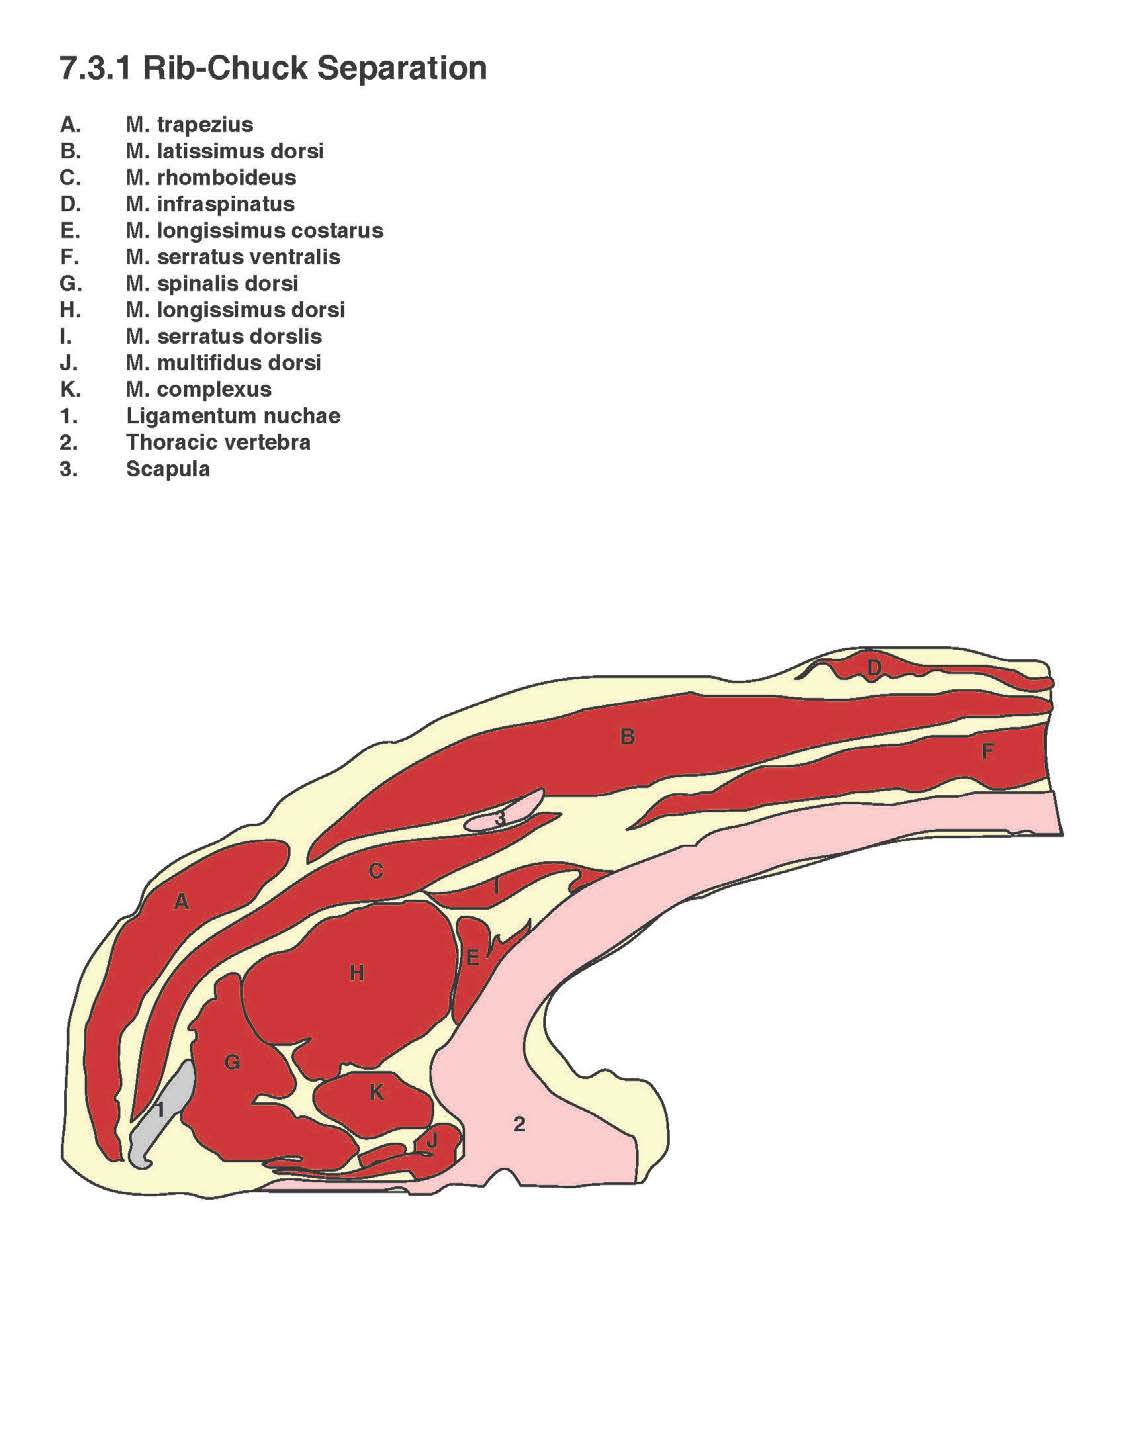 7.3.1 Rib-Chuck Separation
A. M. trapezius
B. M. latissimus dorsi
C. M. rhomboideus
D. M. infraspinatus
E. M. longissimus costarus
F. M. serratus ventralis
G. M. spinalis dorsi
H. M. longissimus dorsi
I. M. serratus dorslis
J. M. multifidus dorsi
K. M. complexus
1. Ligamentum nuchae
2. Thoracic vertebra
3. Scapula
D
B
F
3
C
I
A
E
H
G
K
1
2
J